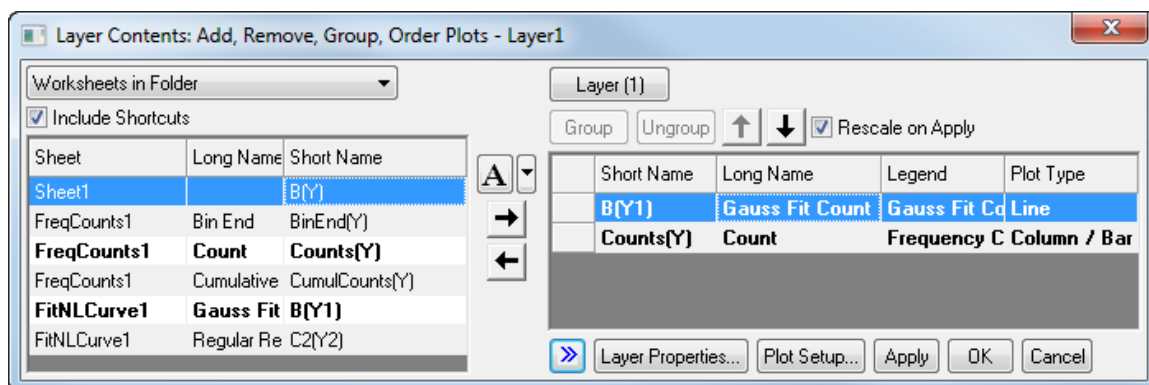 Layer Contents: Add, Remove, Group, Order Plots - Layer1
Worksheets in Folder
Layer (1)
Include Shortcuts
Group Ungroup Rescale on Apply
Sheet Long Name Short Name
Sheet1 B(Y)
FreqCounts1 Bin End BinEnd(Y)
FreqCounts1 Count Counts(Y)
FreqCounts1 Cumulative CumulCounts(Y)
FitNLCurve1 Gauss Fit B(Y1)
FitNLCurve1 Regular Re C2(Y2)
A
Short Name Long Name Legend Plot Type
B(Y1) Gauss Fit Count Gauss Fit Co Line
Counts(Y) Count Frequency C Column / Bar
Layer Properties... Plot Setup... Apply OK Cancel